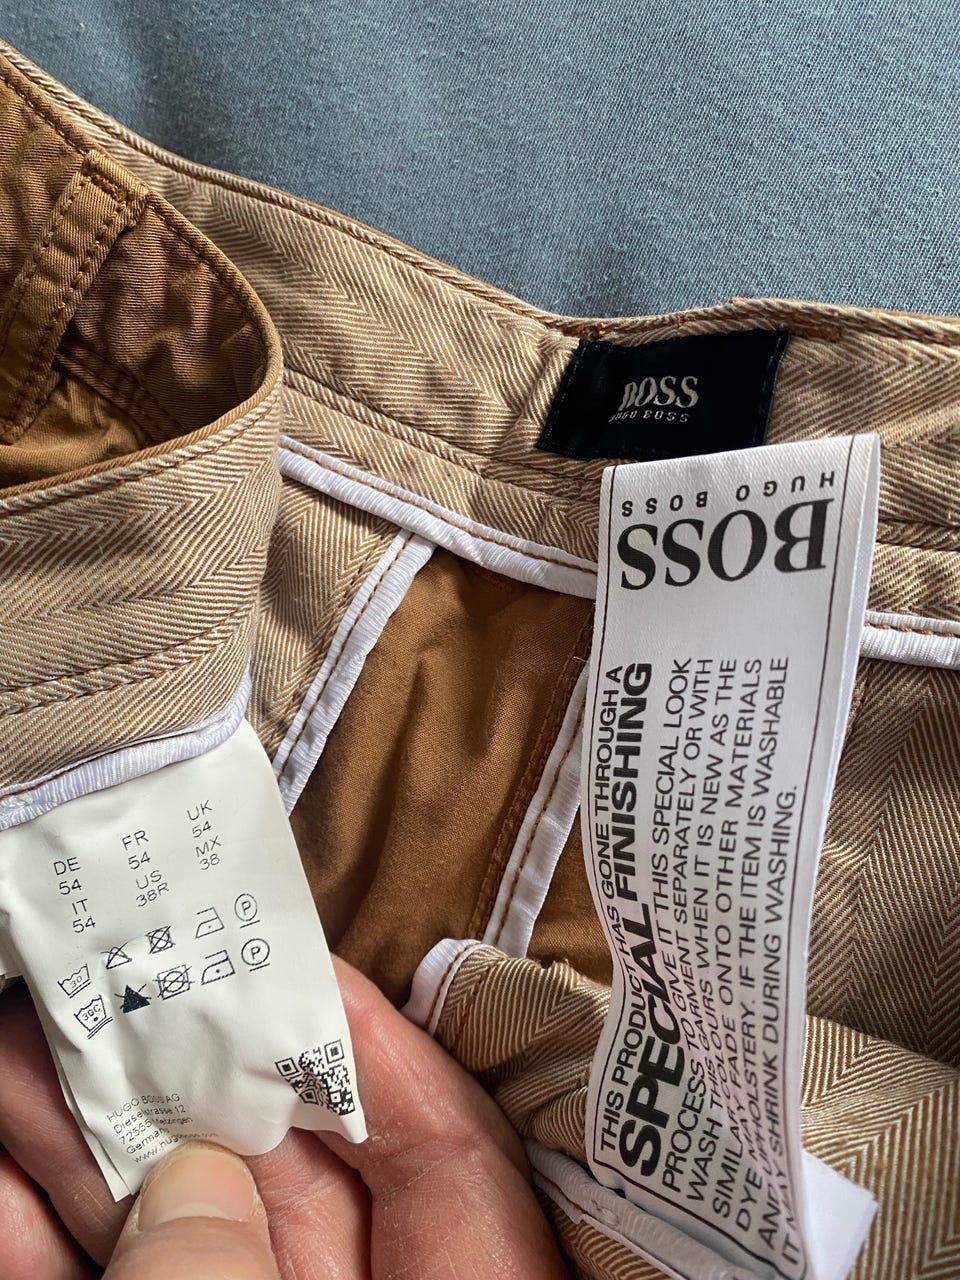 BOSS
HUGO BOSS
BOSS
HUGO BOSS
THIS PRODUCT HAS GONE THROUGH A
SPECIAL FINISHING
PROCESS TO GIVE IT THIS SPECIAL LOOK
WASH THIS GARMENT SEPARATELY OR WITH
SIMILAR COLOURS WHEN IT IS NEW AS THE
DYE MAY FADE ONTO OTHER MATERIALS
AND UPHOLSTERY. IF THE ITEM IS WASHABLE
IT MAY SHRINK DURING WASHING.
DE
54
IT
54
FR
54
US
38R
UK
54
MX
38
30
P
30C
P
HUGO BOSS AG
Dieselstrasse 12
Metzingen
Germany